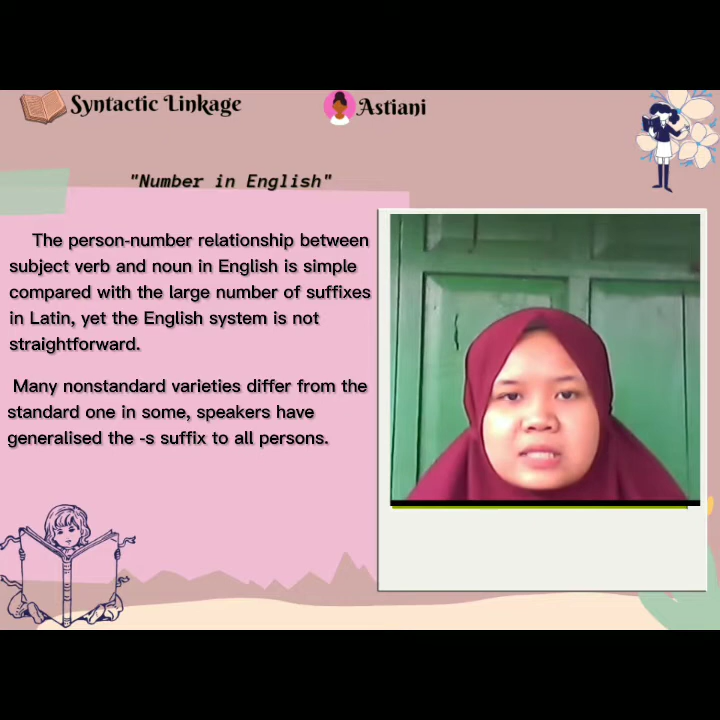 Syntactic Linkage
Astiani
"Number in English"
The person-number relationship between
subject verb and noun in English is simple
compared with the large number of suffixes
in Latin, yet the English system is not
straightforward.
Many nonstandard varieties differ from the
standard one in some, speakers have
generalised the -s suffix to all persons.